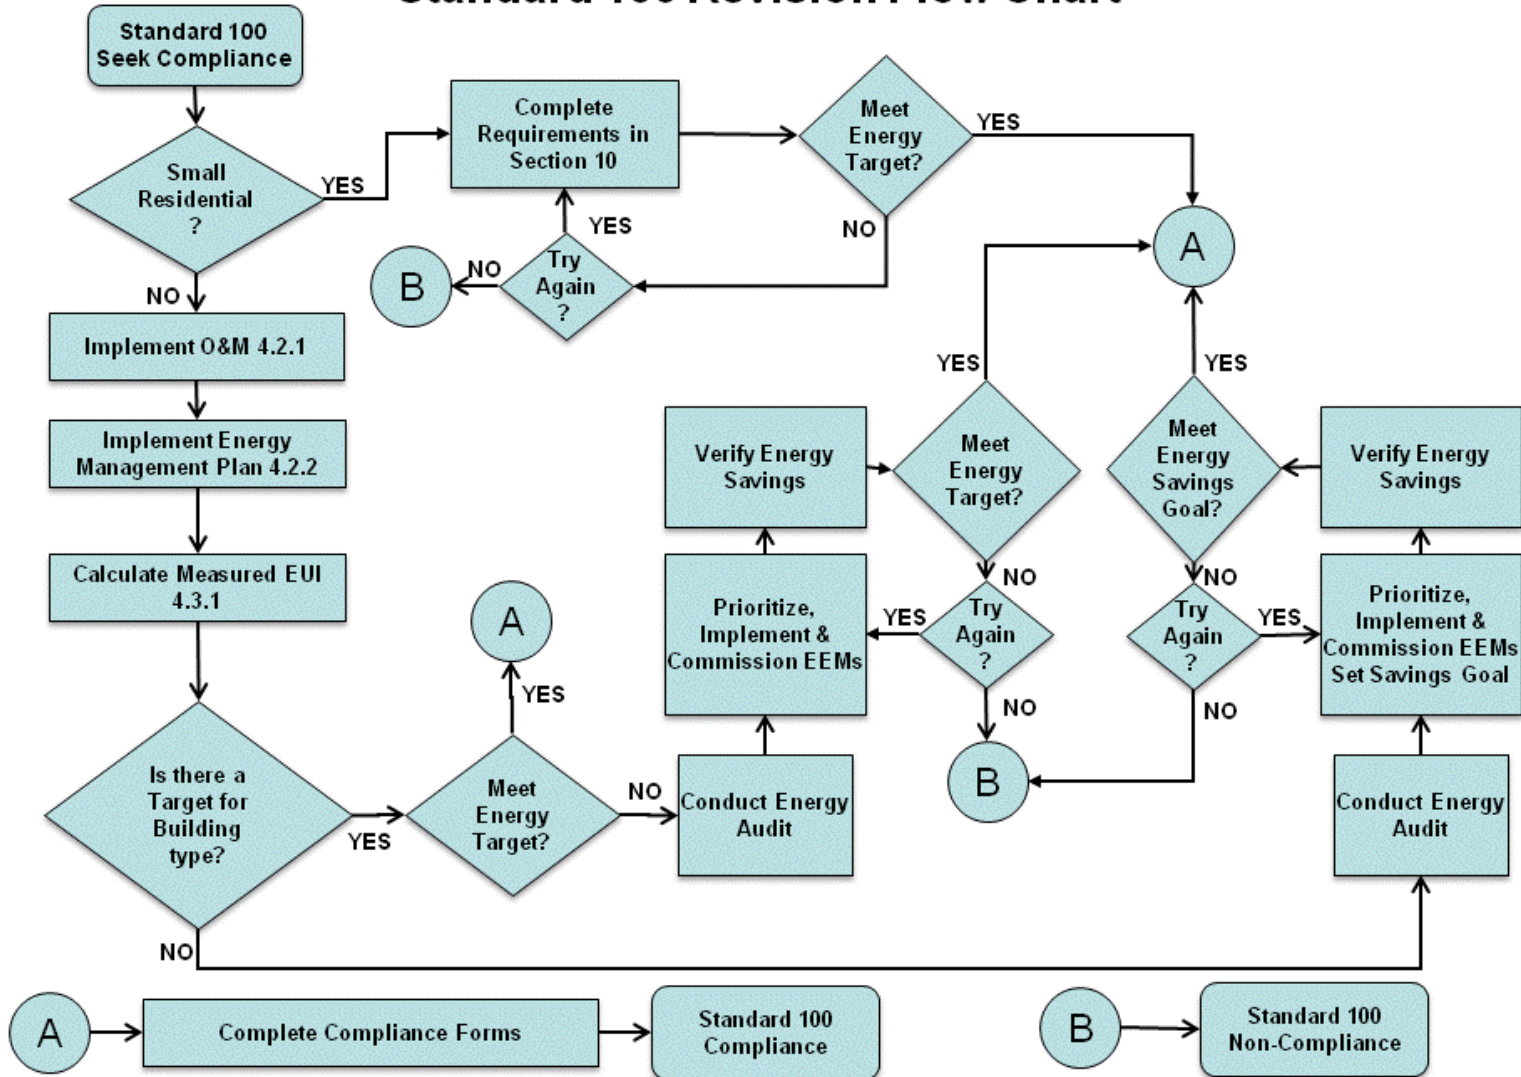 Standard 100 Revision Flow Chart
Standard 100
Seek Compliance
Small
Residential
?
YES
NO
Complete
Requirements in
Section 10
Meet
Energy
Target?
YES
NO
Try
Again
?
YES
NO
B
A
Implement O&M 4.2.1
Implement Energy
Management Plan 4.2.2
Calculate Measured EUI
4.3.1
Is there a
Target for
Building
type?
YES
NO
Meet
Energy
Target?
YES
A
NO
Conduct Energy
Audit
Prioritize,
Implement &
Commission EEMs
Verify Energy
Savings
Meet
Energy
Target?
YES
NO
Try
Again
?
YES
NO
B
Meet
Energy
Savings
Goal?
YES
NO
Try
Again
?
YES
NO
Verify Energy
Savings
Prioritize,
Implement &
Commission EEMs
Set Savings Goal
Conduct Energy
Audit
A
Complete Compliance Forms
Standard 100
Compliance
B
Standard 100
Non-Compliance